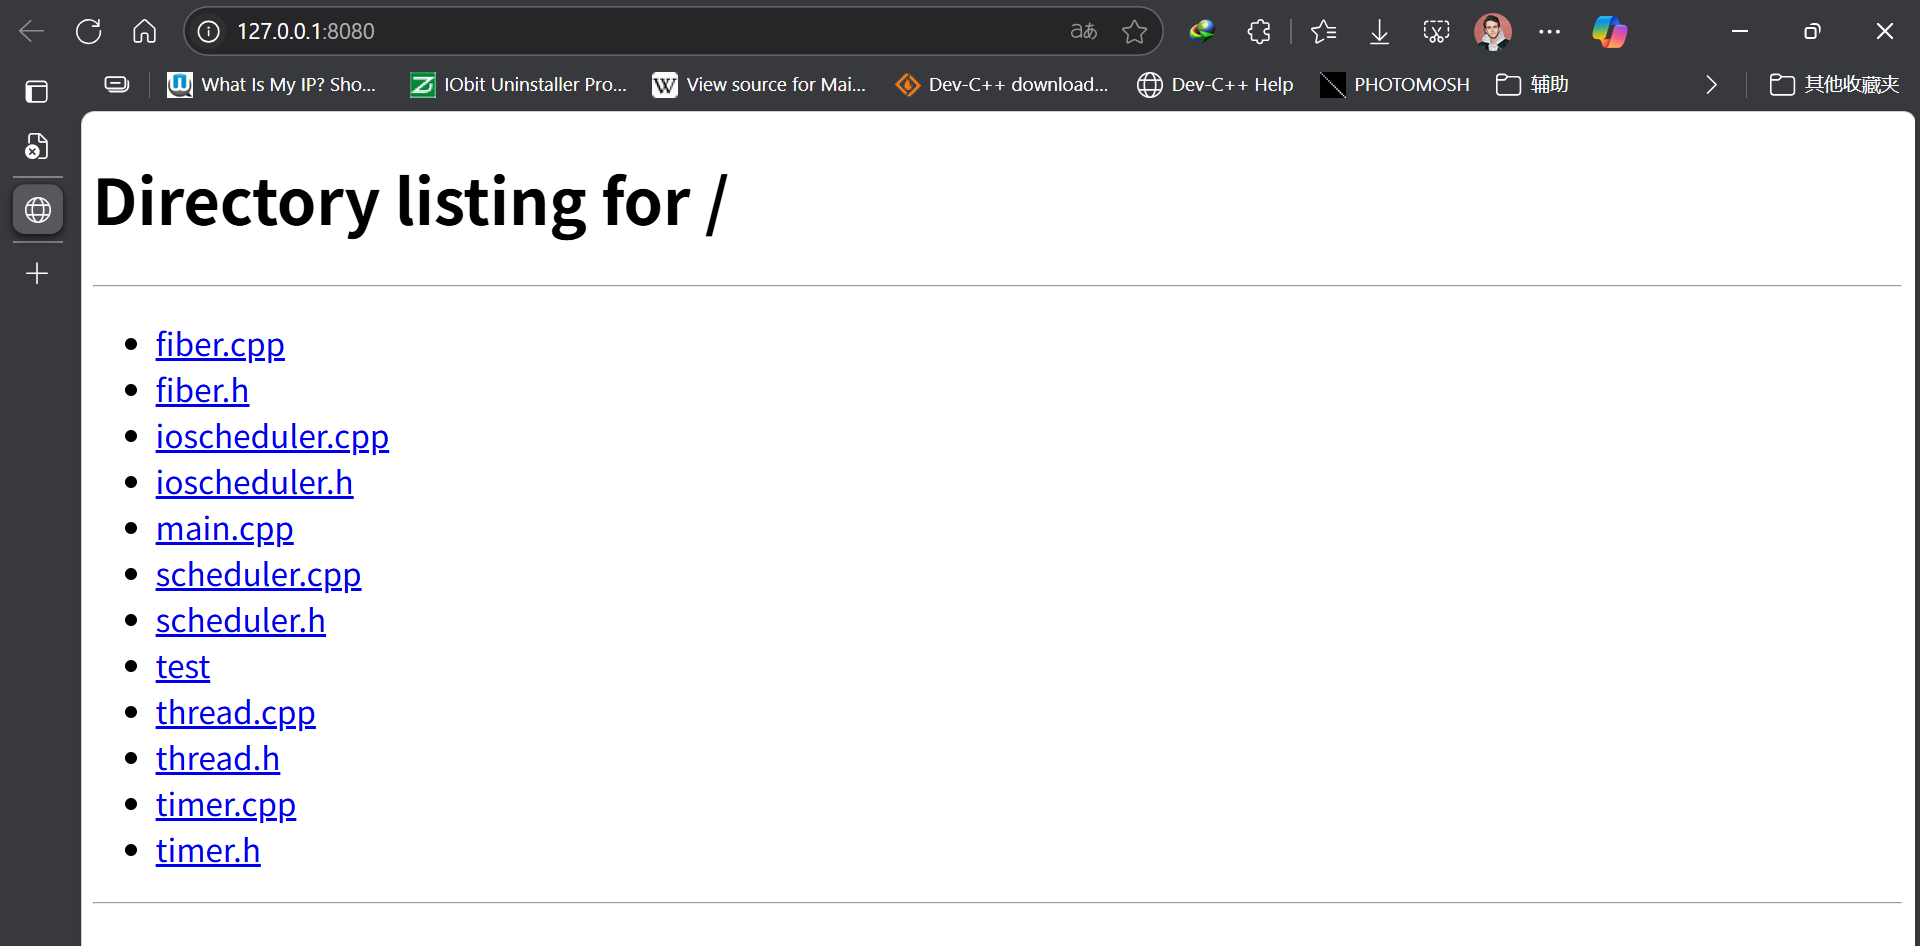 127.0.0.1:8080 aあ
What Is My IP? Sho... IObit Uninstaller Pro... W View source for Mai... Dev-C++ download... Dev-C++ Help PHOTOMOSH 辅助 其他收藏夹
Directory listing for /
fiber.cpp
fiber.h
ioscheduler.cpp
ioscheduler.h
main.cpp
scheduler.cpp
scheduler.h
test
thread.cpp
thread.h
timer.cpp
timer.h